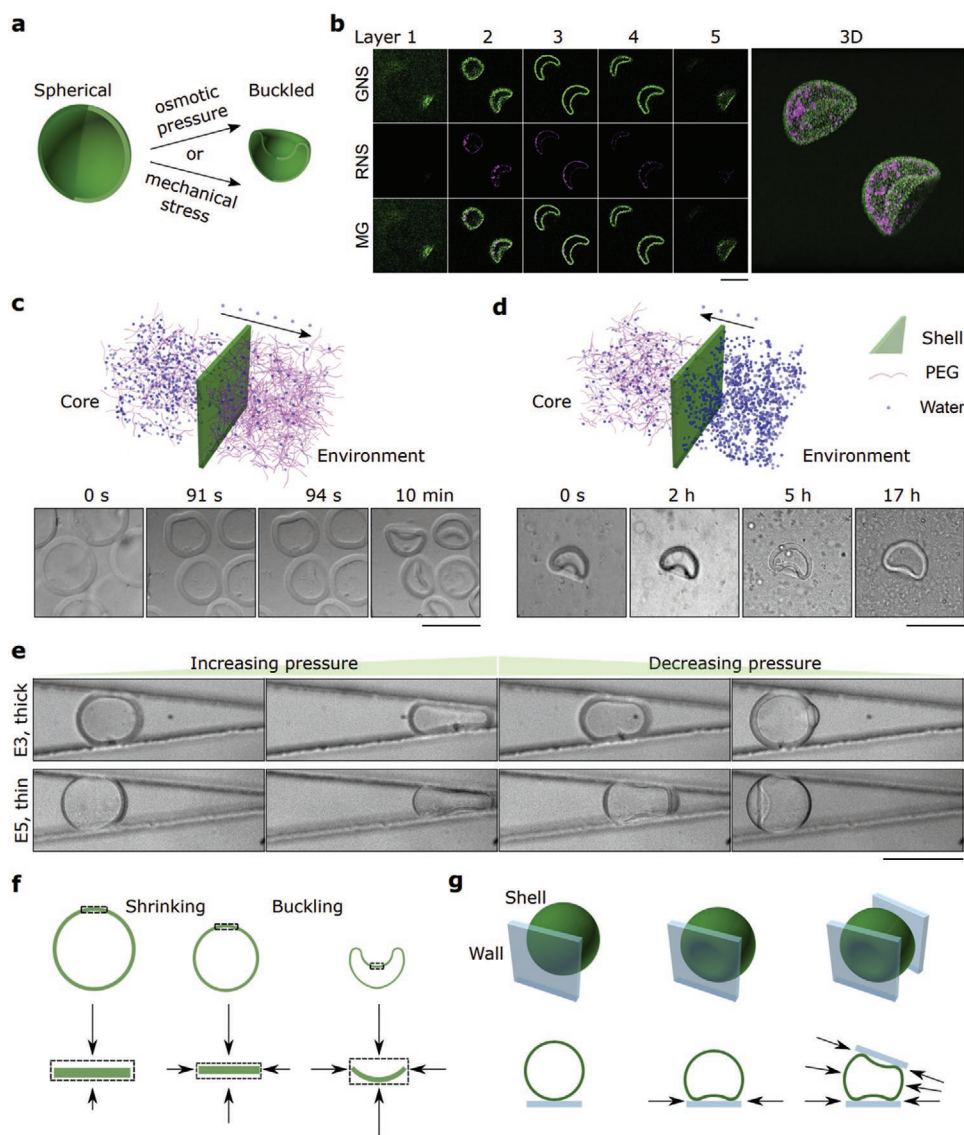 a
Spherical
osmotic
pressure
or
mechanical
stress
Buckled
b
Layer 1 2 3 4 5 3D
GNS
RNS
MG
c
Core
Environment
0 s 91 s 94 s 10 min
d
Core
Environment
Shell
PEG
Water
0 s 2 h 5 h 17 h
e
Increasing pressure Decreasing pressure
E3, thick
E5, thin
f
Shrinking Buckling
g
Shell
Wall